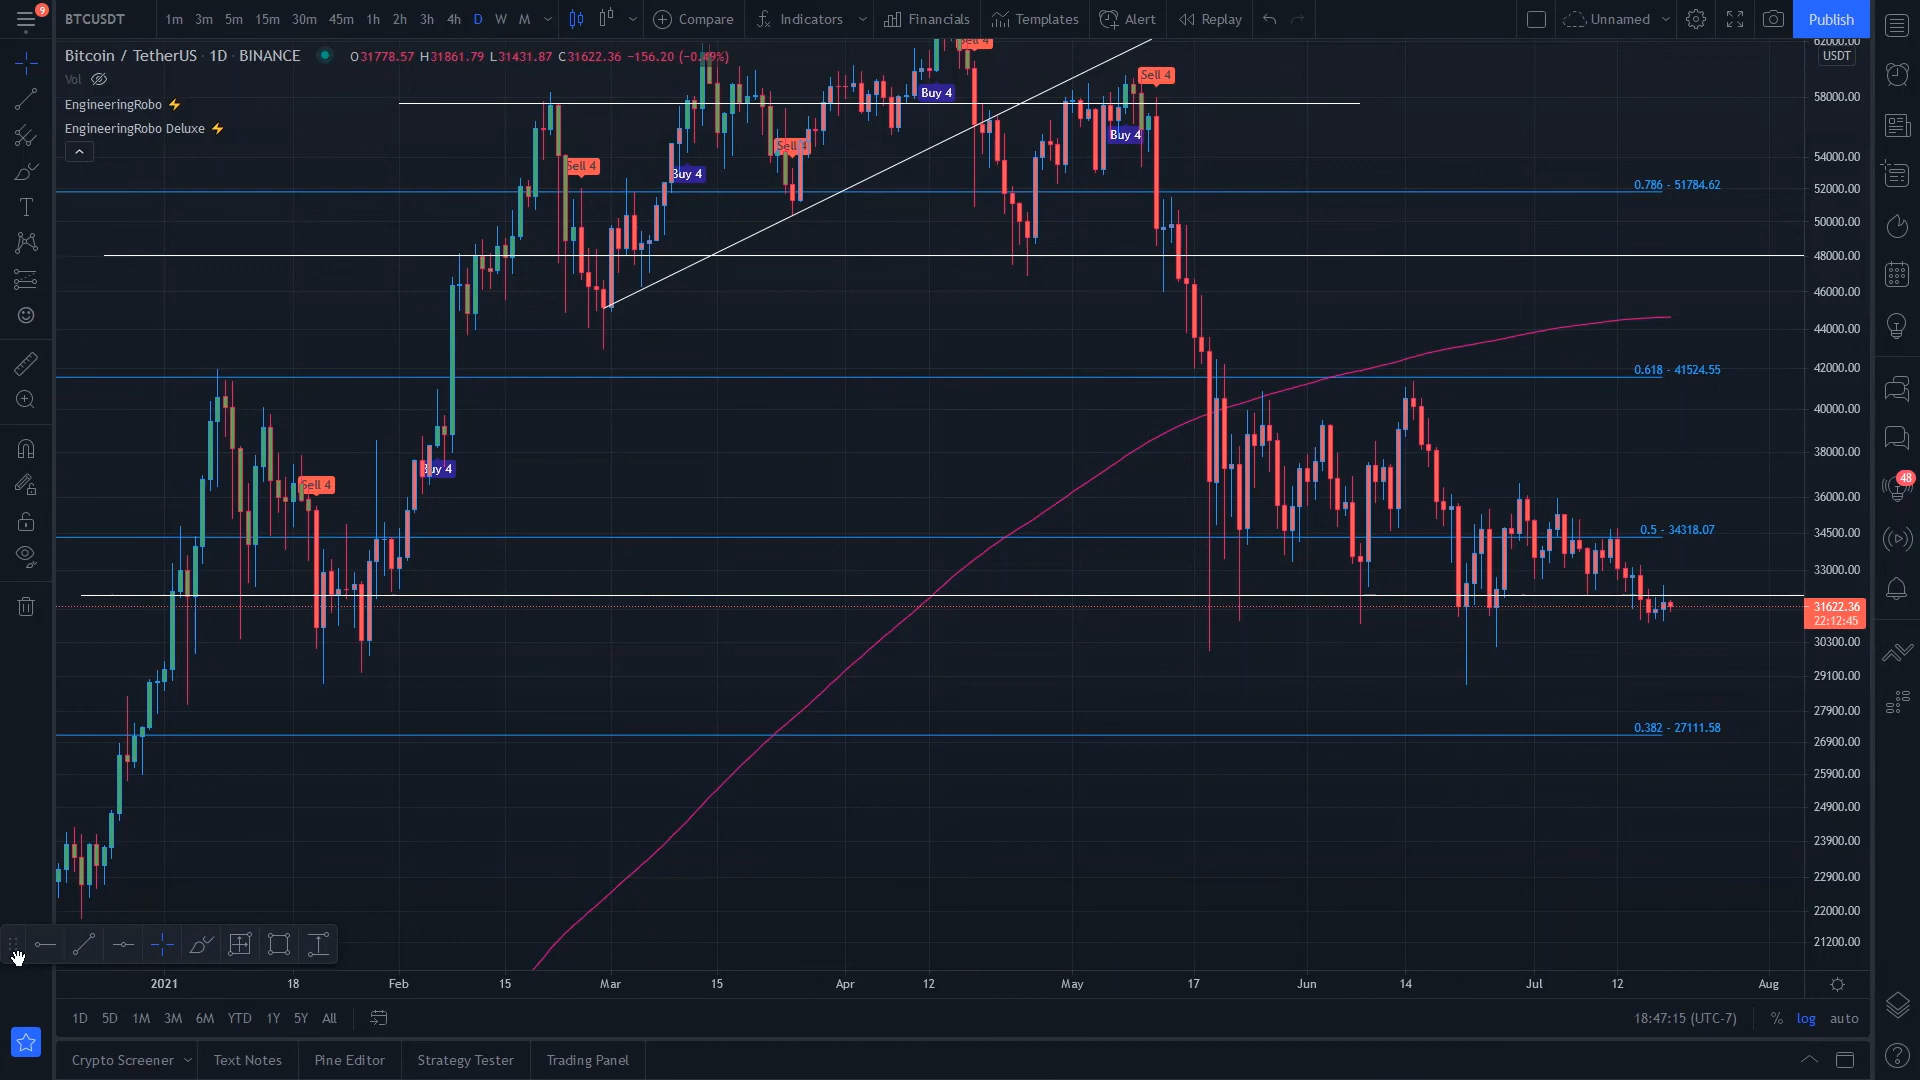 9
BTCUSDT
1m 3m 5m 15m 30m 45m 1h 2h 3h 4h D W M
Compare
Indicators
Financials
Templates
Alert
Replay
Unnamed
Publish
Bitcoin / TetherUS · 1D · BINANCE
O31778.57 H31861.79 L31431.87 C31622.36 −156.20 (−0.49%)
Vol
EngineeringRobo
EngineeringRobo Deluxe
Sell 4
Buy 4
Sell 4
Buy 4
Sell 4
Buy 4
Sell 4
Buy 4
Sell 4
Buy 4
0.786 - 51784.62
0.618 - 41524.55
0.5 - 34318.07
0.382 - 27111.58
62000.00
USDT
58000.00
54000.00
52000.00
50000.00
48000.00
46000.00
44000.00
42000.00
40000.00
38000.00
36000.00
34500.00
33000.00
31622.36
22:12:45
30300.00
29100.00
27900.00
26900.00
25900.00
24900.00
23900.00
22900.00
22000.00
21200.00
48
2021 18 Feb 15 Mar 15 Apr 12 May 17 Jun 14 Jul 12 Aug
1D 5D 1M 3M 6M YTD 1Y 5Y All
18:47:15 (UTC-7)
% log auto
Crypto Screener
Text Notes
Pine Editor
Strategy Tester
Trading Panel